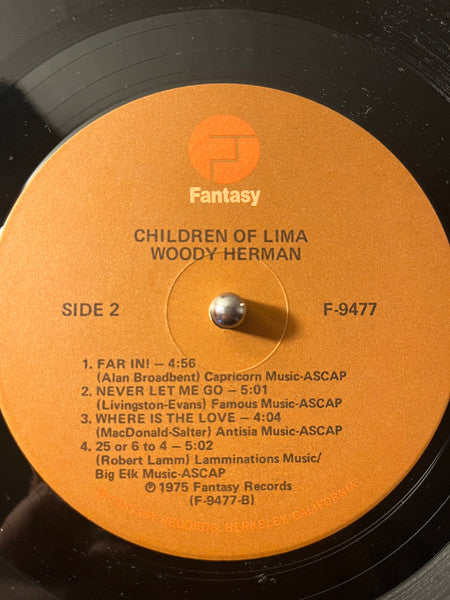 Fantasy
CHILDREN OF LIMA
WOODY HERMAN
SIDE 2
F-9477
1. FAR IN! – 4:56
(Alan Broadbent) Capricorn Music-ASCAP
2. NEVER LET ME GO – 5:01
(Livingston-Evans) Famous Music-ASCAP
3. WHERE IS THE LOVE – 4:04
(MacDonald-Salter) Antisia Music-ASCAP
4. 25 or 6 to 4 – 5:02
(Robert Lamm) Lamminations Music/
Big Elk Music-ASCAP
℗ 1975 Fantasy Records
(F-9477-B)
FANTASY RECORDS, BERKELEY, CALIFORNIA